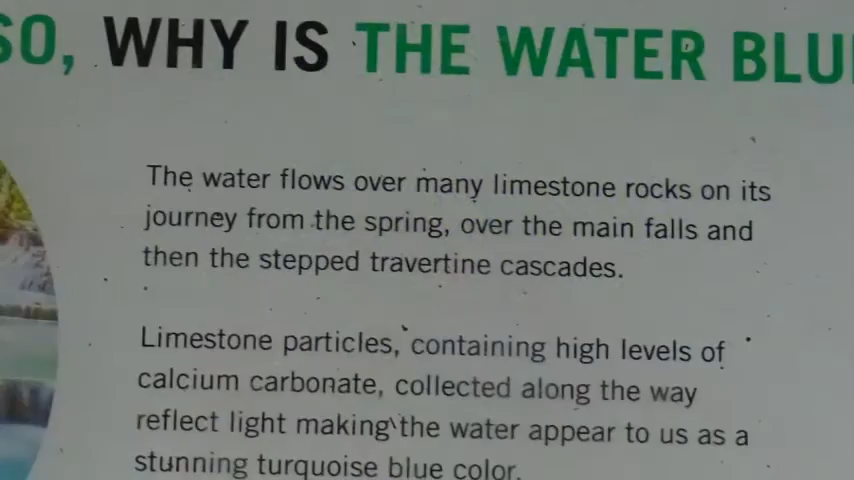 SO, WHY IS THE WATER BLU
The water flows over many limestone rocks on its
journey from the spring, over the main falls and
then the stepped travertine cascades.
Limestone particles, containing high levels of
calcium carbonate, collected along the way
reflect light making the water appear to us as a
stunning turquoise blue color.